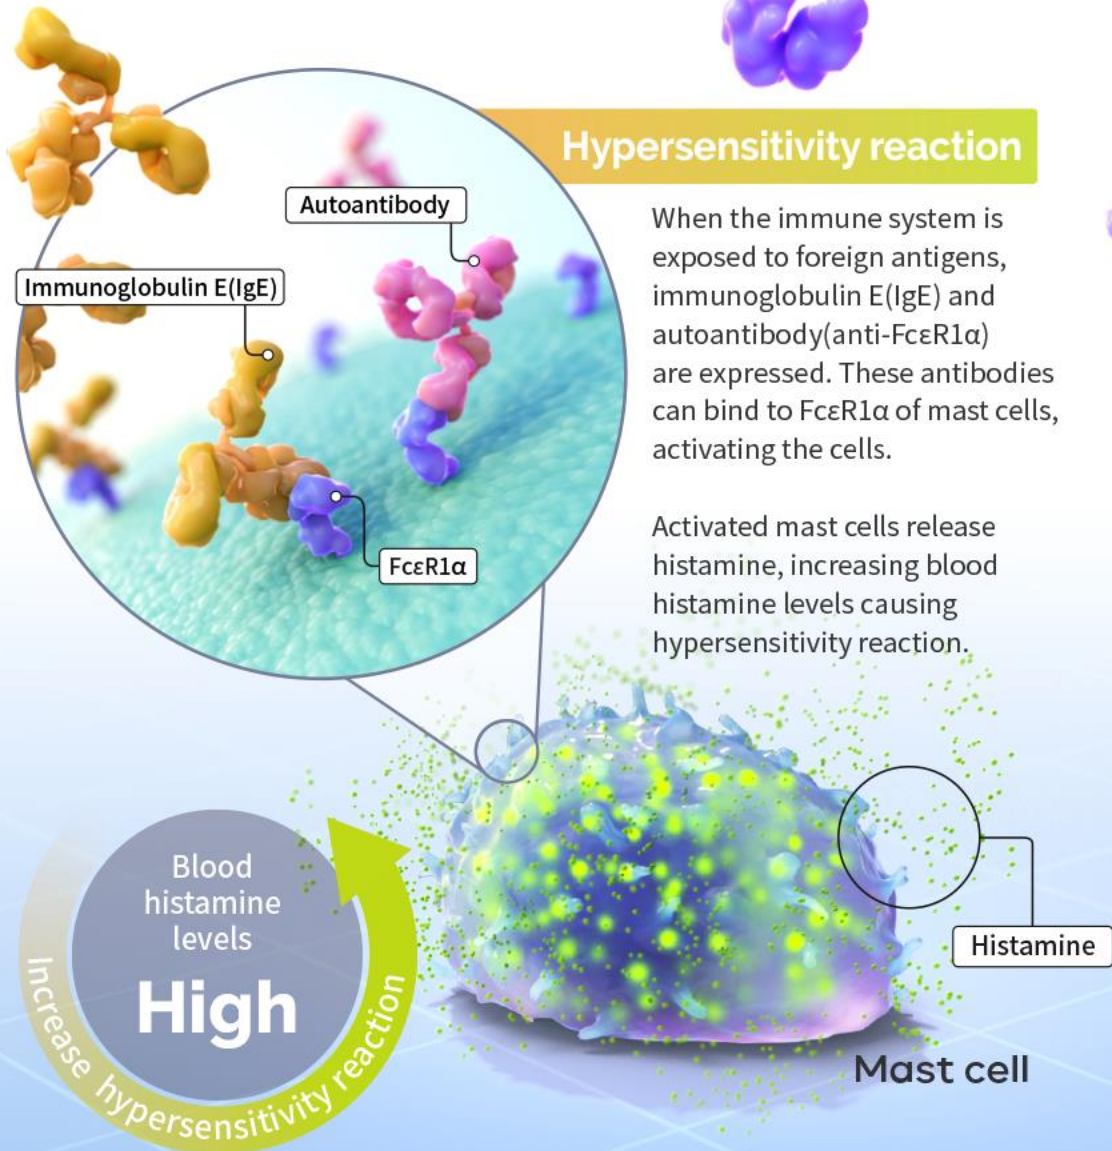 Hypersensitivity reaction
When the immune system is
exposed to foreign antigens,
immunoglobulin E(IgE) and
autoantibody(anti-FcεR1α)
are expressed. These antibodies
can bind to FcεR1α of mast cells,
activating the cells.
Activated mast cells release
histamine, increasing blood
histamine levels causing
hypersensitivity reaction.
Autoantibody
Immunoglobulin E(IgE)
FcεR1α
Blood
histamine
levels
High
Increase hypersensitivity reaction
Histamine
Mast cell